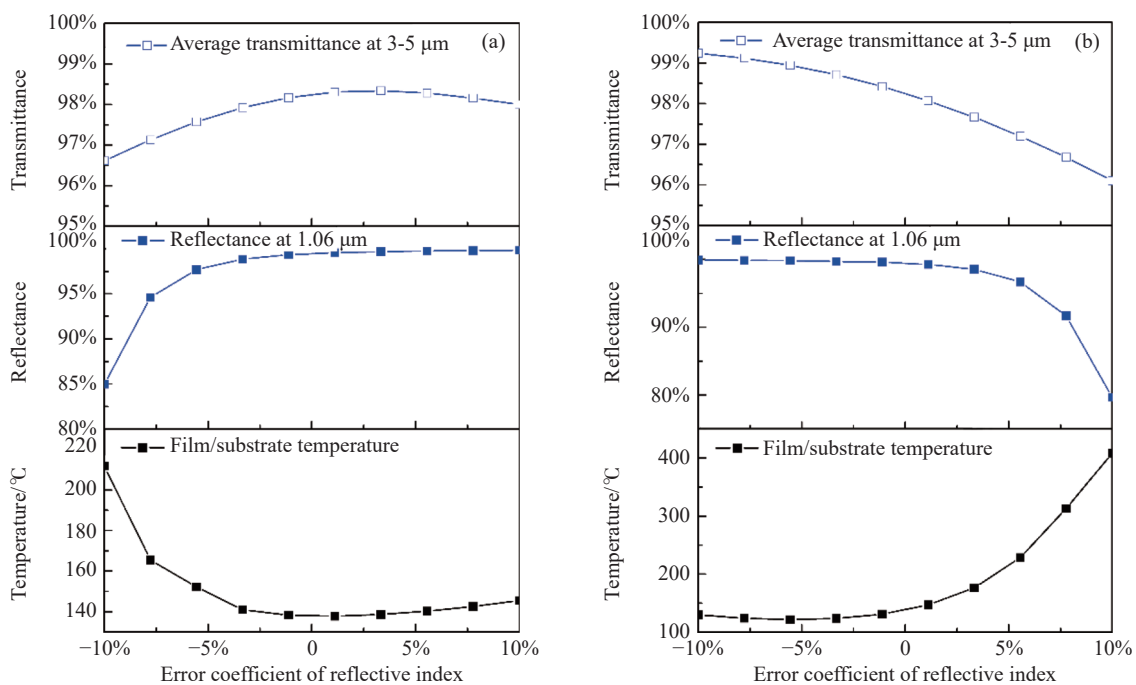 100%
Average transmittance at 3-5 μm
(a)
99%
98%
97%
96%
95%
Transmittance
100%
Reflectance at 1.06 μm
95%
90%
85%
80%
Reflectance
220
Film/substrate temperature
200
180
160
140
Temperature/℃
−10%
−5%
0
5%
10%
Error coefficient of reflective index
100%
Average transmittance at 3-5 μm
(b)
99%
98%
97%
96%
95%
Transmittance
100%
Reflectance at 1.06 μm
90%
80%
Reflectance
Film/substrate temperature
400
300
200
100
Temperature/℃
−10%
−5%
0
5%
10%
Error coefficient of reflective index